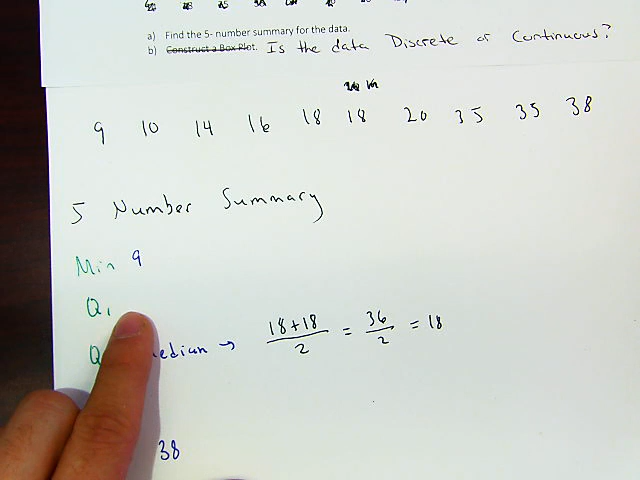 a) Find the 5- number summary for the data.
b) Construct a Box Plot. Is the data Discrete or Continuous?
9 10 14 16 18 18 20 35 35 38
5 Number Summary
Min 9
Q1
Q edian → 18+18/2 = 36/2 = 18
38